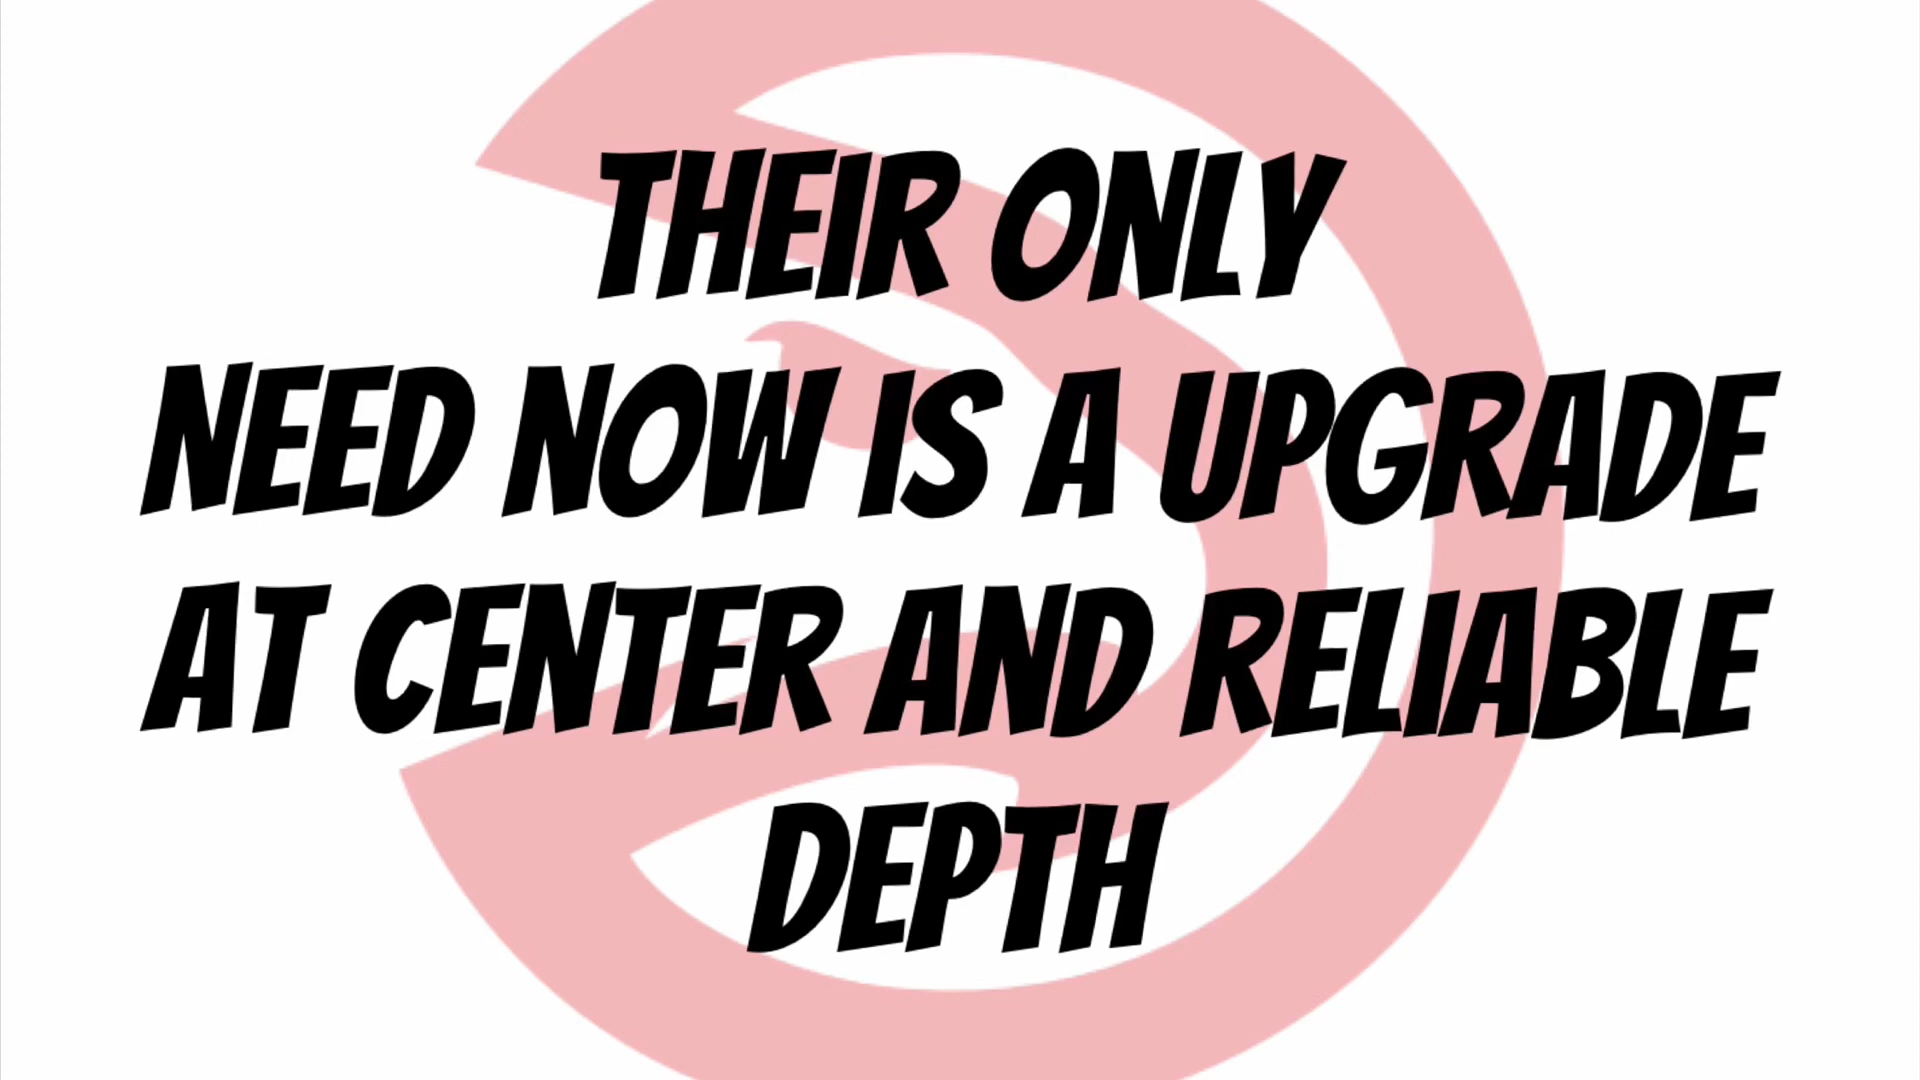 THEIR ONLY
NEED NOW IS A UPGRADE
AT CENTER AND RELIABLE
DEPTH